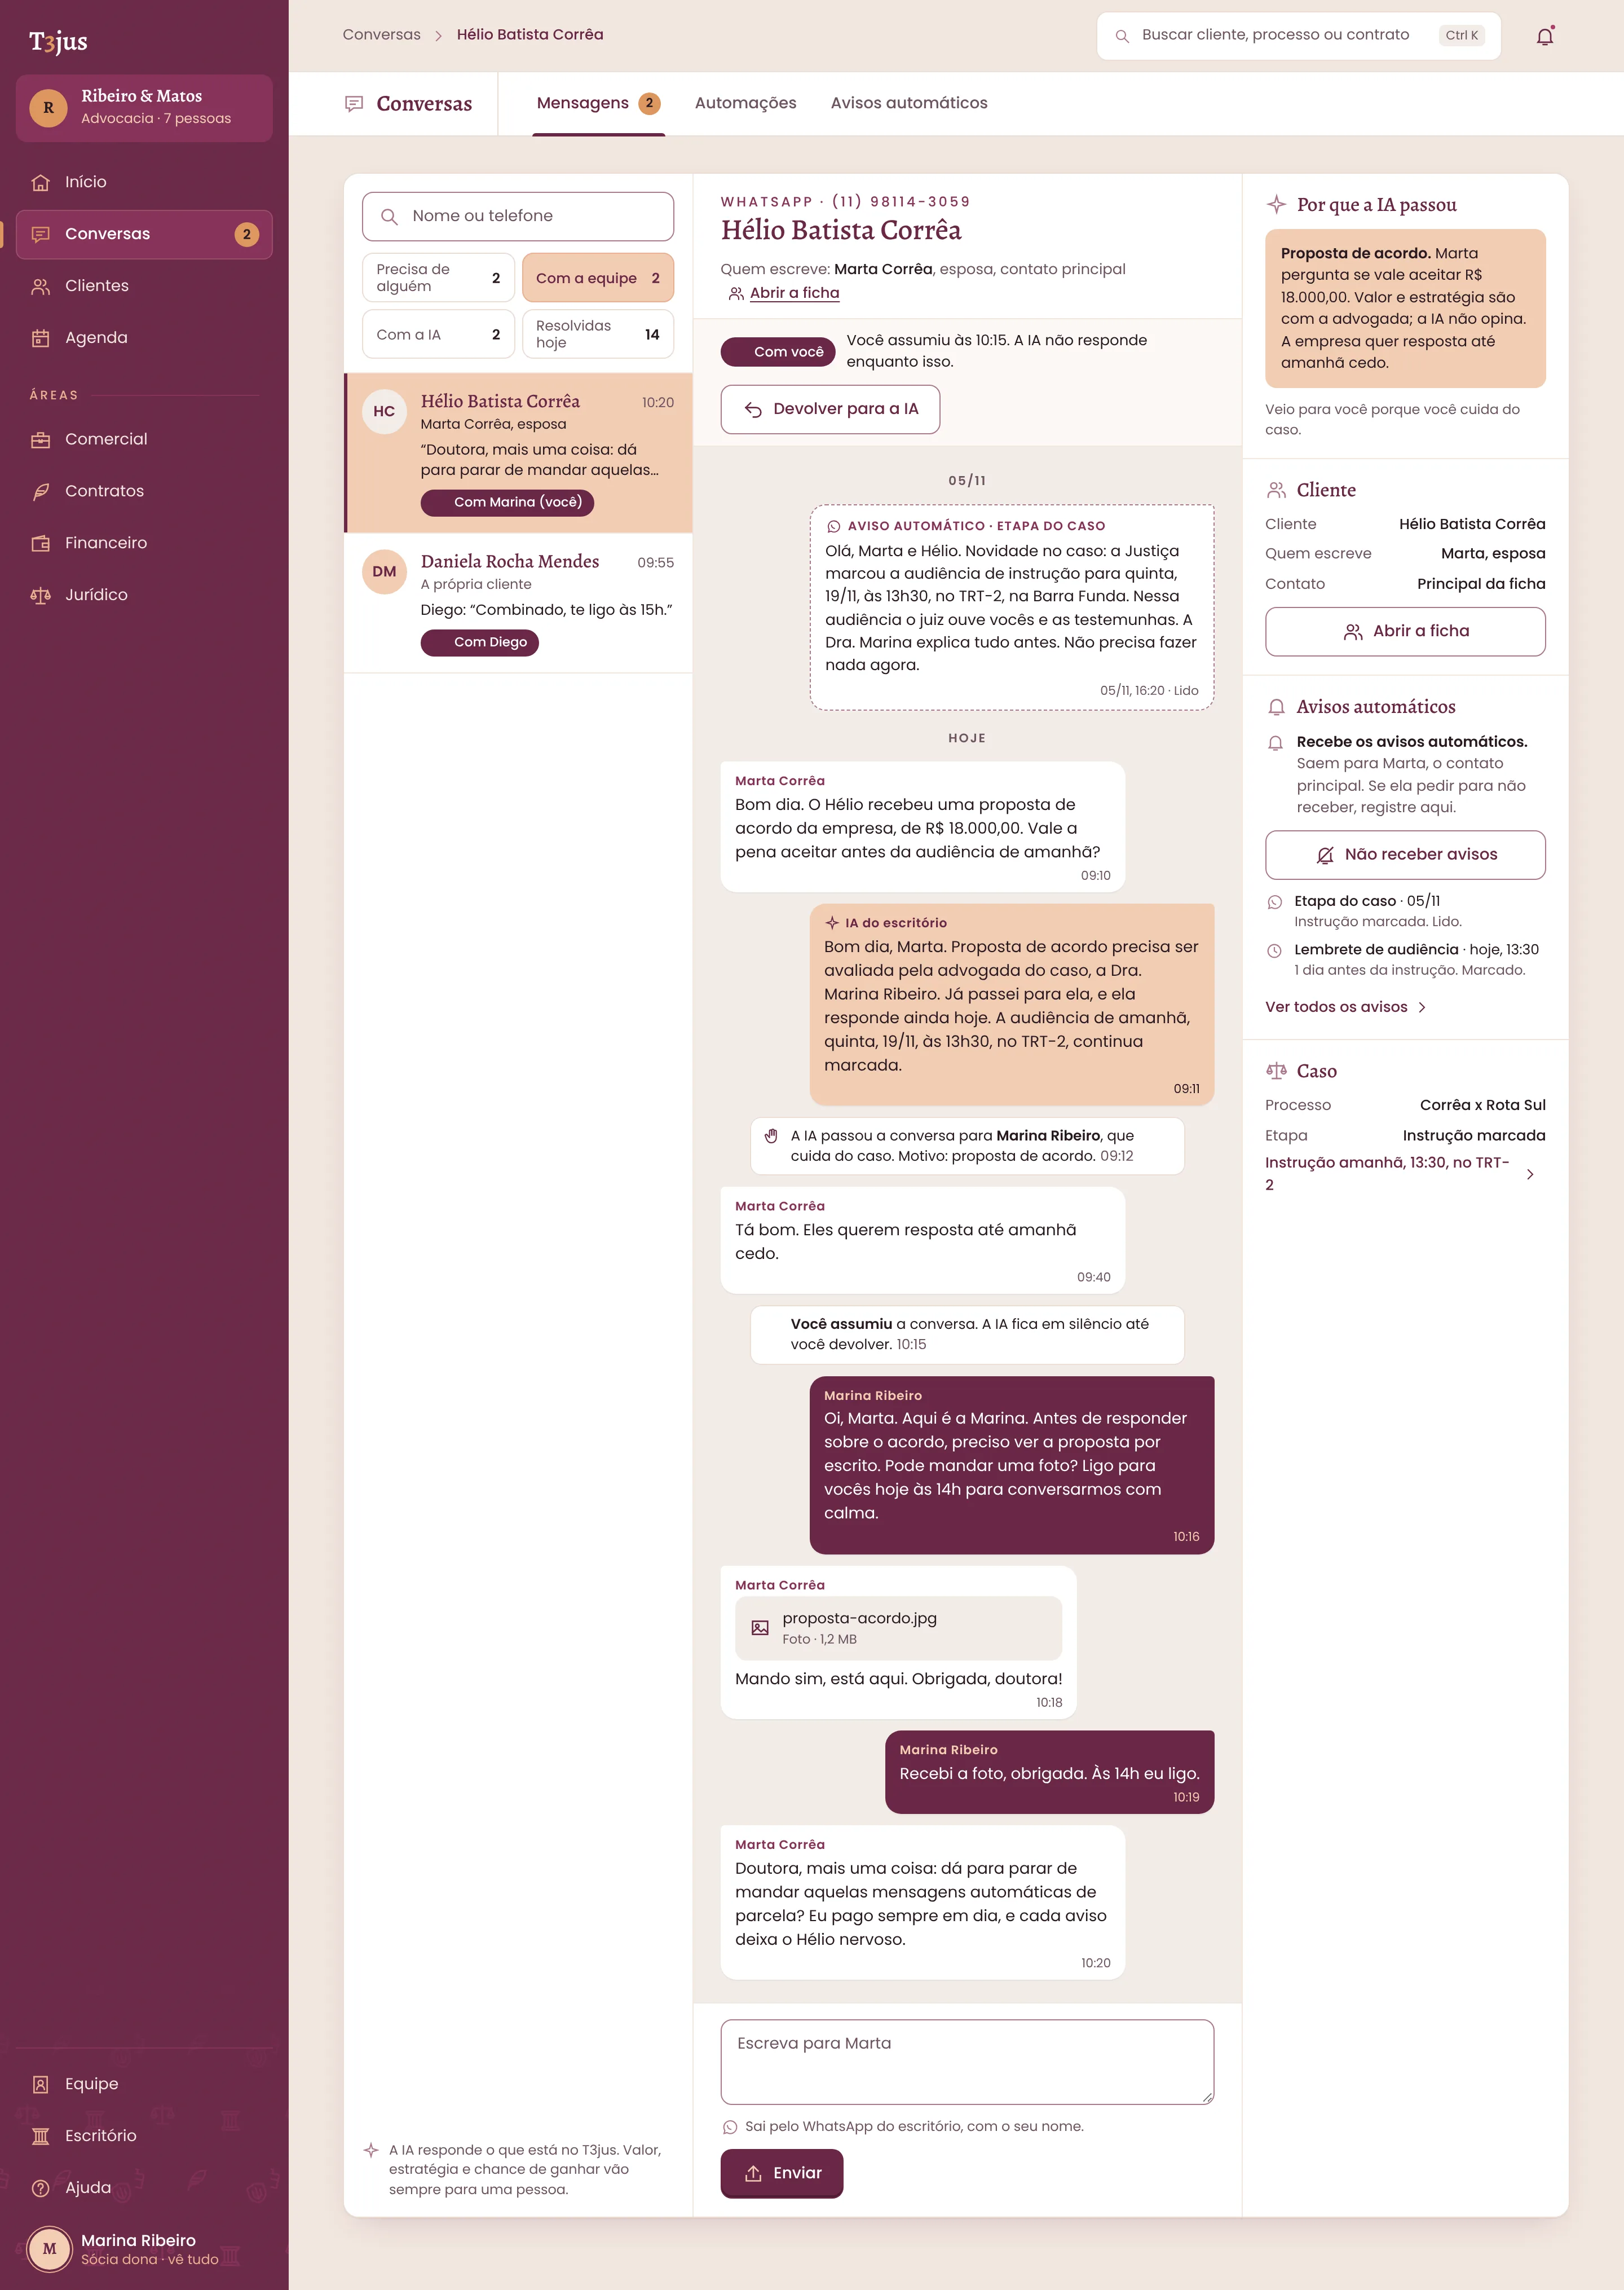 T3jus
R
Ribeiro & Matos
Advocacia · 7 pessoas
Início
Conversas 2
Clientes
Agenda
ÁREAS
Comercial
Contratos
Financeiro
Jurídico
Equipe
Escritório
Ajuda
M
Marina Ribeiro
Sócia dona · vê tudo
Conversas > Hélio Batista Corrêa
Buscar cliente, processo ou contrato Ctrl K
Conversas
Mensagens 2 Automações Avisos automáticos
Nome ou telefone
Precisa de
alguém 2
Com a equipe 2
Com a IA 2
Resolvidas
hoje 14
HC
Hélio Batista Corrêa 10:20
Marta Corrêa, esposa
“Doutora, mais uma coisa: dá
para parar de mandar aquelas…
Com Marina (você)
DM
Daniela Rocha Mendes 09:55
A própria cliente
Diego: “Combinado, te ligo às 15h.”
Com Diego
A IA responde o que está no T3jus. Valor,
estratégia e chance de ganhar vão
sempre para uma pessoa.
WHATSAPP · (11) 98114-3059
Hélio Batista Corrêa
Quem escreve: Marta Corrêa, esposa, contato principal
Abrir a ficha
Com você
Você assumiu às 10:15. A IA não responde
enquanto isso.
Devolver para a IA
05/11
AVISO AUTOMÁTICO · ETAPA DO CASO
Olá, Marta e Hélio. Novidade no caso: a Justiça
marcou a audiência de instrução para quinta,
19/11, às 13h30, no TRT-2, na Barra Funda. Nessa
audiência o juiz ouve vocês e as testemunhas. A
Dra. Marina explica tudo antes. Não precisa fazer
nada agora.
05/11, 16:20 · Lido
HOJE
Marta Corrêa
Bom dia. O Hélio recebeu uma proposta de
acordo da empresa, de R$ 18.000,00. Vale a
pena aceitar antes da audiência de amanhã?
09:10
IA do escritório
Bom dia, Marta. Proposta de acordo precisa ser
avaliada pela advogada do caso, a Dra.
Marina Ribeiro. Já passei para ela, e ela
responde ainda hoje. A audiência de amanhã,
quinta, 19/11, às 13h30, no TRT-2, continua
marcada.
09:11
A IA passou a conversa para Marina Ribeiro, que
cuida do caso. Motivo: proposta de acordo. 09:12
Marta Corrêa
Tá bom. Eles querem resposta até amanhã
cedo.
09:40
Você assumiu a conversa. A IA fica em silêncio até
você devolver. 10:15
Marina Ribeiro
Oi, Marta. Aqui é a Marina. Antes de responder
sobre o acordo, preciso ver a proposta por
escrito. Pode mandar uma foto? Ligo para
vocês hoje às 14h para conversarmos com
calma.
10:16
Marta Corrêa
proposta-acordo.jpg
Foto · 1,2 MB
Mando sim, está aqui. Obrigada, doutora!
10:18
Marina Ribeiro
Recebi a foto, obrigada. Às 14h eu ligo.
10:19
Marta Corrêa
Doutora, mais uma coisa: dá para parar de
mandar aquelas mensagens automáticas de
parcela? Eu pago sempre em dia, e cada aviso
deixa o Hélio nervoso.
10:20
Escreva para Marta
Sai pelo WhatsApp do escritório, com o seu nome.
Enviar
Por que a IA passou
Proposta de acordo. Marta
pergunta se vale aceitar R$
18.000,00. Valor e estratégia são
com a advogada; a IA não opina.
A empresa quer resposta até
amanhã cedo.
Veio para você porque você cuida do
caso.
Cliente
Cliente Hélio Batista Corrêa
Quem escreve Marta, esposa
Contato Principal da ficha
Abrir a ficha
Avisos automáticos
Recebe os avisos automáticos.
Saem para Marta, o contato
principal. Se ela pedir para não
receber, registre aqui.
Não receber avisos
Etapa do caso · 05/11
Instrução marcada. Lido.
Lembrete de audiência · hoje, 13:30
1 dia antes da instrução. Marcado.
Ver todos os avisos
Caso
Processo Corrêa x Rota Sul
Etapa Instrução marcada
Instrução amanhã, 13:30, no TRT-
2